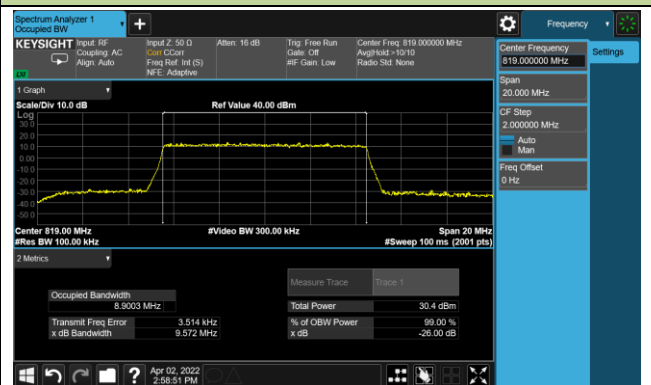 Spectrum Analyzer 1
Occupied BW
Frequency
KEYSIGHT
Input: RF
Coupling: AC
Align: Auto
Input Z: 50 Ω
Corr CCorr
Freq Ref: Int (S)
NFE: Adaptive
Atten: 16 dB
Trig: Free Run
Gate: Off
#IF Gain: Low
Center Freq: 819.000000 MHz
Avg|Hold:>10/10
Radio Std: None
Center Frequency
819.000000 MHz
Settings
Span
20.000 MHz
CF Step
2.000000 MHz
Auto
Man
Freq Offset
0 Hz
1 Graph
Scale/Div 10.0 dB
Ref Value 40.00 dBm
Log
30.0
20.0
10.0
0.00
-10.0
-20.0
-30.0
-40.0
-50.0
Center 819.00 MHz
#Video BW 300.00 kHz
Span 20 MHz
#Res BW 100.00 kHz
#Sweep 100 ms (2001 pts)
2 Metrics
Measure Trace
Trace 1
Occupied Bandwidth
8.9003 MHz
Total Power
30.4 dBm
Transmit Freq Error
3.514 kHz
% of OBW Power
99.00 %
x dB Bandwidth
9.572 MHz
x dB
-26.00 dB
?
Apr 02, 2022
2:58:51 PM